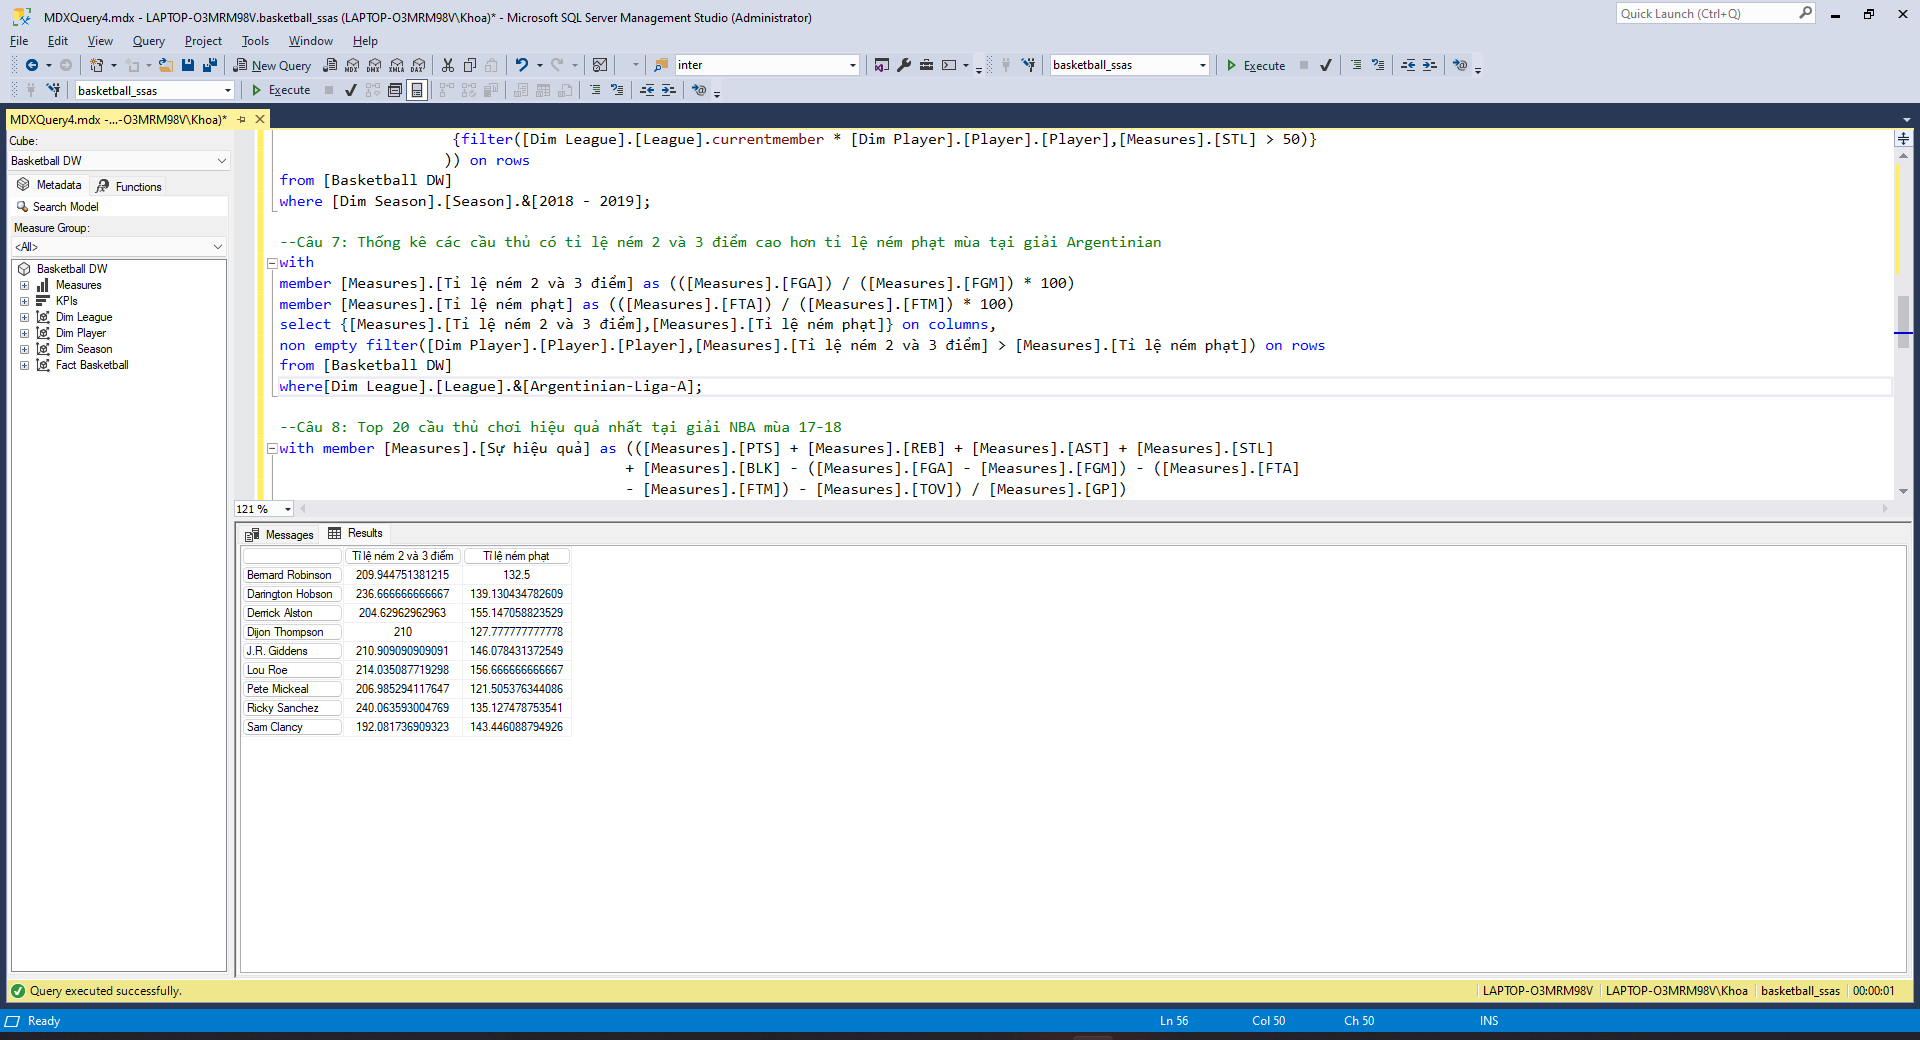 MDXQuery4.mdx - LAPTOP-O3MRM98V.basketball_ssas (LAPTOP-O3MRM98V\Khoa)* - Microsoft SQL Server Management Studio (Administrator)
Quick Launch (Ctrl+Q)
File Edit View Query Project Tools Window Help
New Query MDX DMX XMLA DAX inter basketball_ssas Execute
basketball_ssas Execute
MDXQuery4.mdx -...-O3MRM98V\Khoa)*
Cube:
Basketball DW
Metadata Functions
Search Model
Measure Group:
<All>
Basketball DW
Measures
KPIs
Dim League
Dim Player
Dim Season
Fact Basketball
{filter([Dim League].[League].currentmember * [Dim Player].[Player].[Player],[Measures].[STL] > 50)}
)) on rows
from [Basketball DW]
where [Dim Season].[Season].&[2018 - 2019];
--Câu 7: Thống kê các cầu thủ có tỉ lệ ném 2 và 3 điểm cao hơn tỉ lệ ném phạt mùa tại giải Argentinian
with
member [Measures].[Tỉ lệ ném 2 và 3 điểm] as (([Measures].[FGA]) / ([Measures].[FGM]) * 100)
member [Measures].[Tỉ lệ ném phạt] as (([Measures].[FTA]) / ([Measures].[FTM]) * 100)
select {[Measures].[Tỉ lệ ném 2 và 3 điểm],[Measures].[Tỉ lệ ném phạt]} on columns,
non empty filter([Dim Player].[Player].[Player],[Measures].[Tỉ lệ ném 2 và 3 điểm] > [Measures].[Tỉ lệ ném phạt]) on rows
from [Basketball DW]
where[Dim League].[League].&[Argentinian-Liga-A];
--Câu 8: Top 20 cầu thủ chơi hiệu quả nhất tại giải NBA mùa 17-18
with member [Measures].[Sự hiệu quả] as (([Measures].[PTS] + [Measures].[REB] + [Measures].[AST] + [Measures].[STL]
+ [Measures].[BLK] - ([Measures].[FGA] - [Measures].[FGM]) - ([Measures].[FTA]
- [Measures].[FTM]) - [Measures].[TOV]) / [Measures].[GP])
121 %
Messages Results
Tỉ lệ ném 2 và 3 điểm Tỉ lệ ném phạt
Bernard Robinson 209.944751381215 132.5
Darington Hobson 236.666666666667 139.130434782609
Derrick Alston 204.62962962963 155.147058823529
Dijon Thompson 210 127.777777777778
J.R. Giddens 210.909090909091 146.078431372549
Lou Roe 214.035087719298 156.666666666667
Pete Mickeal 206.985294117647 121.505376344086
Ricky Sanchez 240.063593004769 135.127478753541
Sam Clancy 192.081736909323 143.446088794926
Query executed successfully. LAPTOP-O3MRM98V LAPTOP-O3MRM98V\Khoa basketball_ssas 00:00:01
Ready Ln 56 Col 50 Ch 50 INS